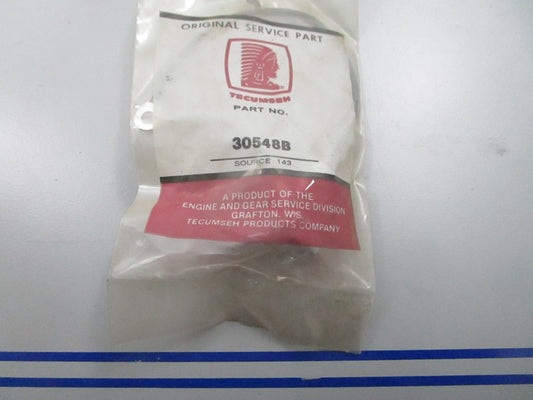 ORIGINAL SERVICE PART
TECUMSEH
PART NO.
30548B
SOURCE 143
A PRODUCT OF THE
ENGINE AND GEAR SERVICE DIVISION
GRAFTON, WIS.
TECUMSEH PRODUCTS COMPANY